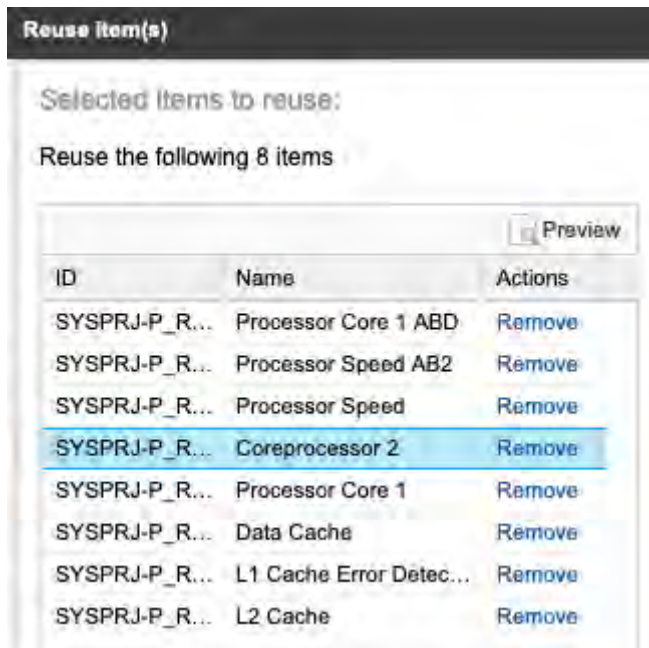 Reuse item(s)
Selected items to reuse:
Reuse the following 8 items
Preview
ID Name Actions
SYSPRJ-P_R... Processor Core 1 ABD Remove
SYSPRJ-P_R... Processor Speed AB2 Remove
SYSPRJ-P_R... Processor Speed Remove
SYSPRJ-P_R... Coreprocessor 2 Remove
SYSPRJ-P_R... Processor Core 1 Remove
SYSPRJ-P_R... Data Cache Remove
SYSPRJ-P_R... L1 Cache Error Detec... Remove
SYSPRJ-P_R... L2 Cache Remove